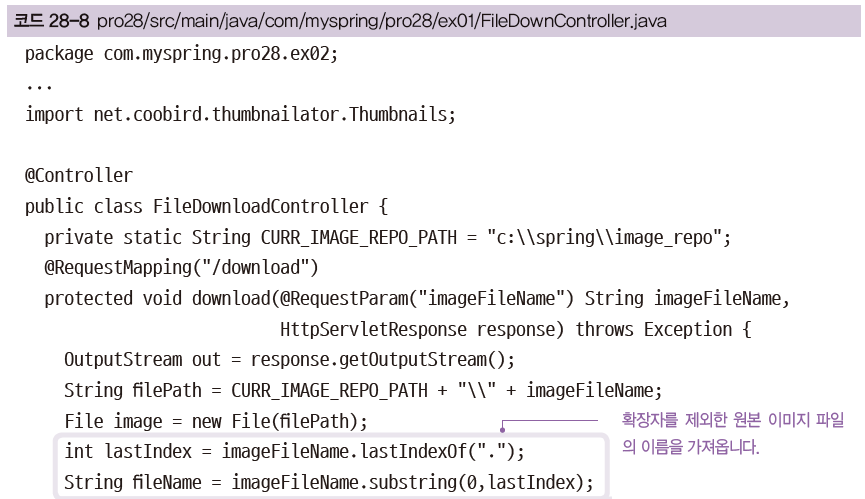 코드 28-8 pro28/src/main/java/com/myspring/pro28/ex01/FileDownController.java
package com.myspring.pro28.ex02;
...
import net.coobird.thumbnailator.Thumbnails;
@Controller
public class FileDownloadController {
private static String CURR_IMAGE_REPO_PATH = "c:\\spring\\image_repo";
@RequestMapping("/download")
protected void download(@RequestParam("imageFileName") String imageFileName,
HttpServletResponse response) throws Exception {
OutputStream out = response.getOutputStream();
String filePath = CURR_IMAGE_REPO_PATH + "\\" + imageFileName;
File image = new File(filePath);
int lastIndex = imageFileName.lastIndexOf(".");
String fileName = imageFileName.substring(0,lastIndex);
확장자를 제외한 원본 이미지 파일
의 이름을 가져옵니다.